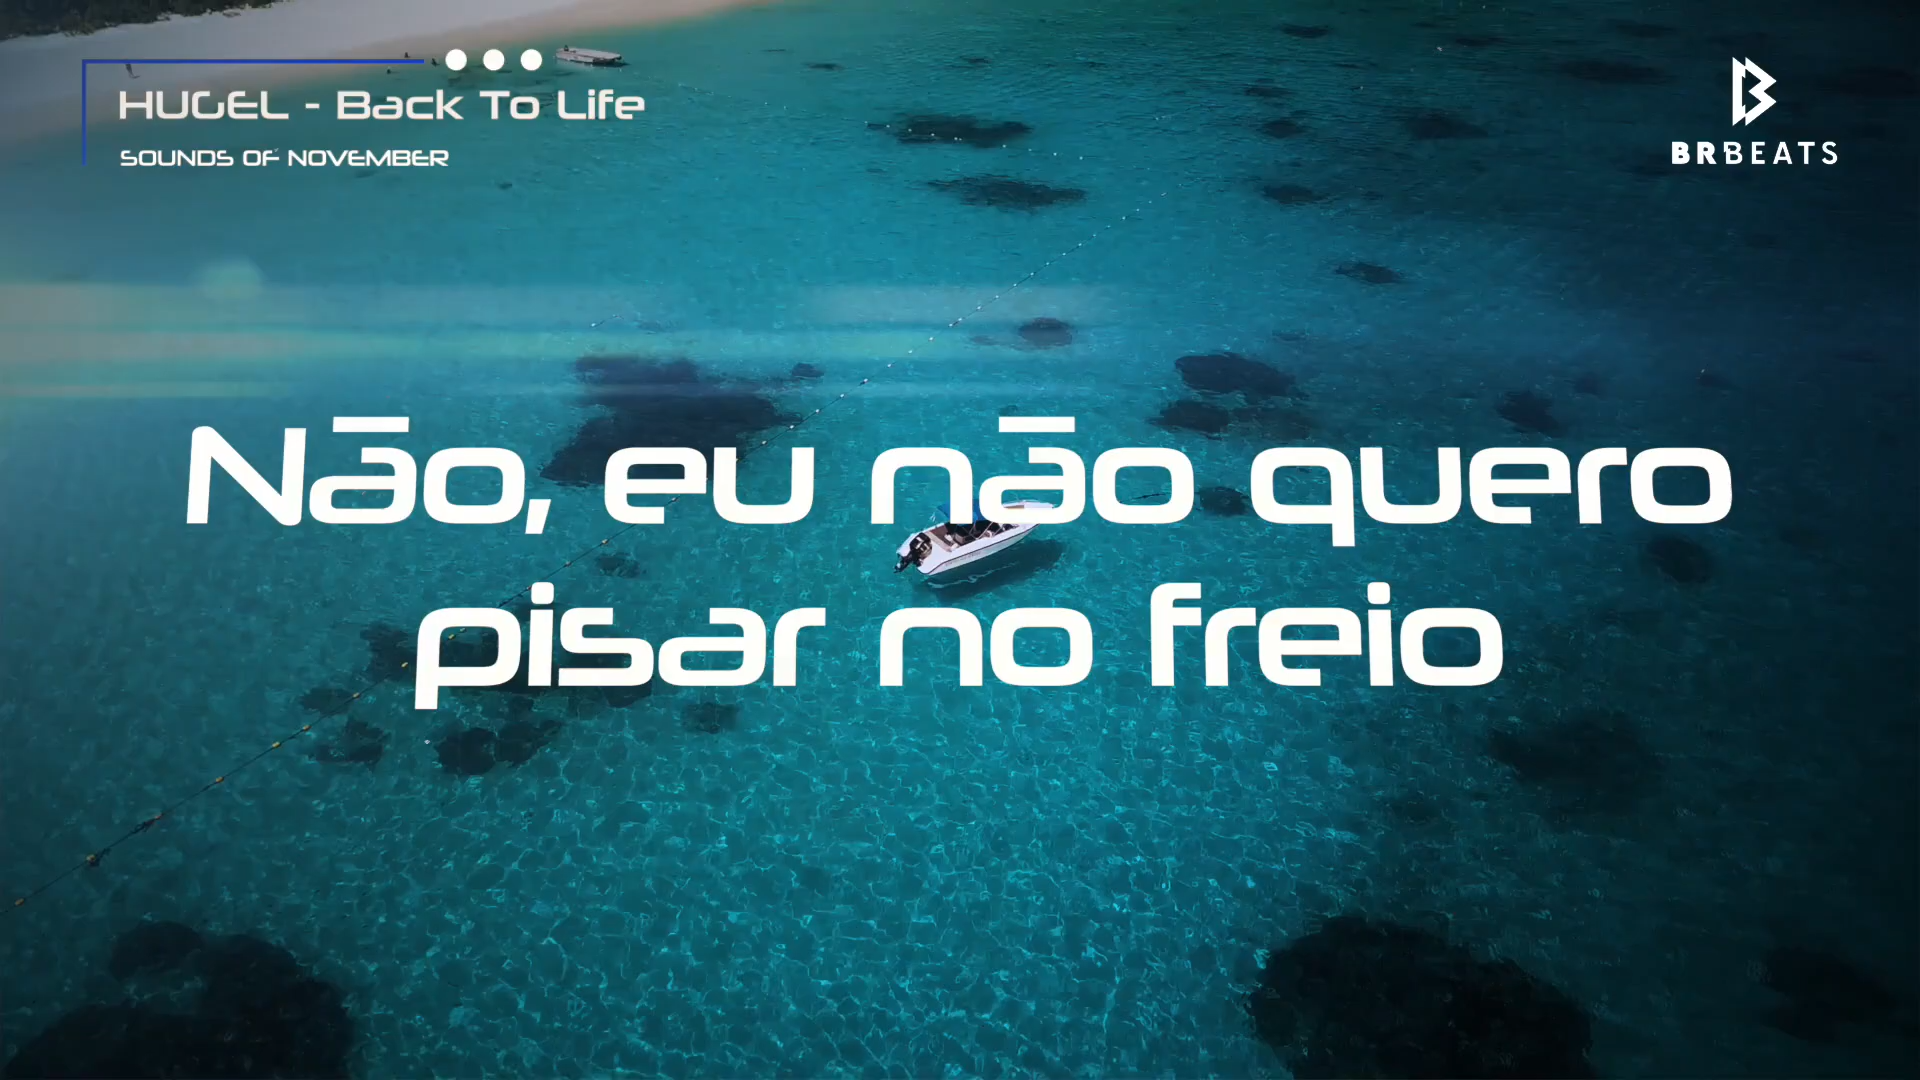 HUGEL - Back To Life
SOUNDS OF NOVEMBER
BRBEATS
Não, eu não quero
pisar no freio